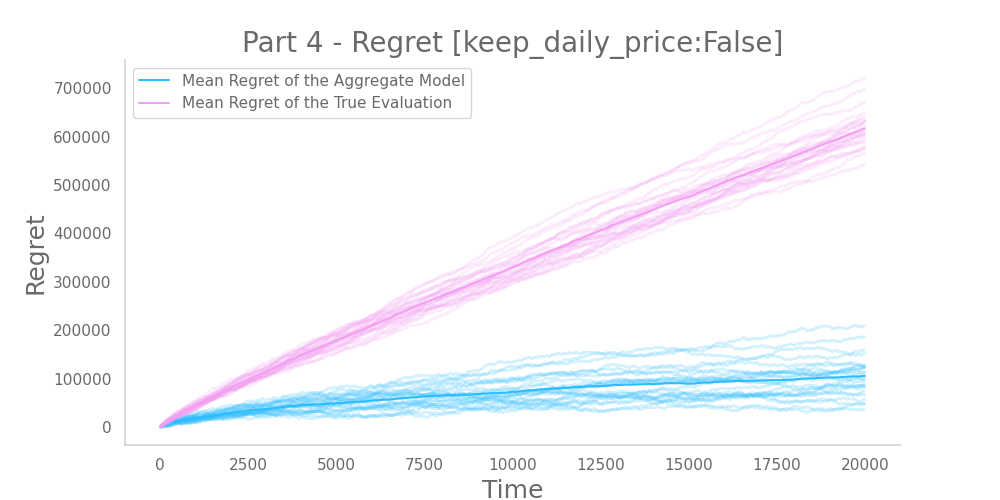 Part 4 - Regret [keep_daily_price:False]
Mean Regret of the Aggregate Model
Mean Regret of the True Evaluation
700000
600000
500000
400000
300000
200000
100000
0
Regret
0 2500 5000 7500 10000 12500 15000 17500 20000
Time